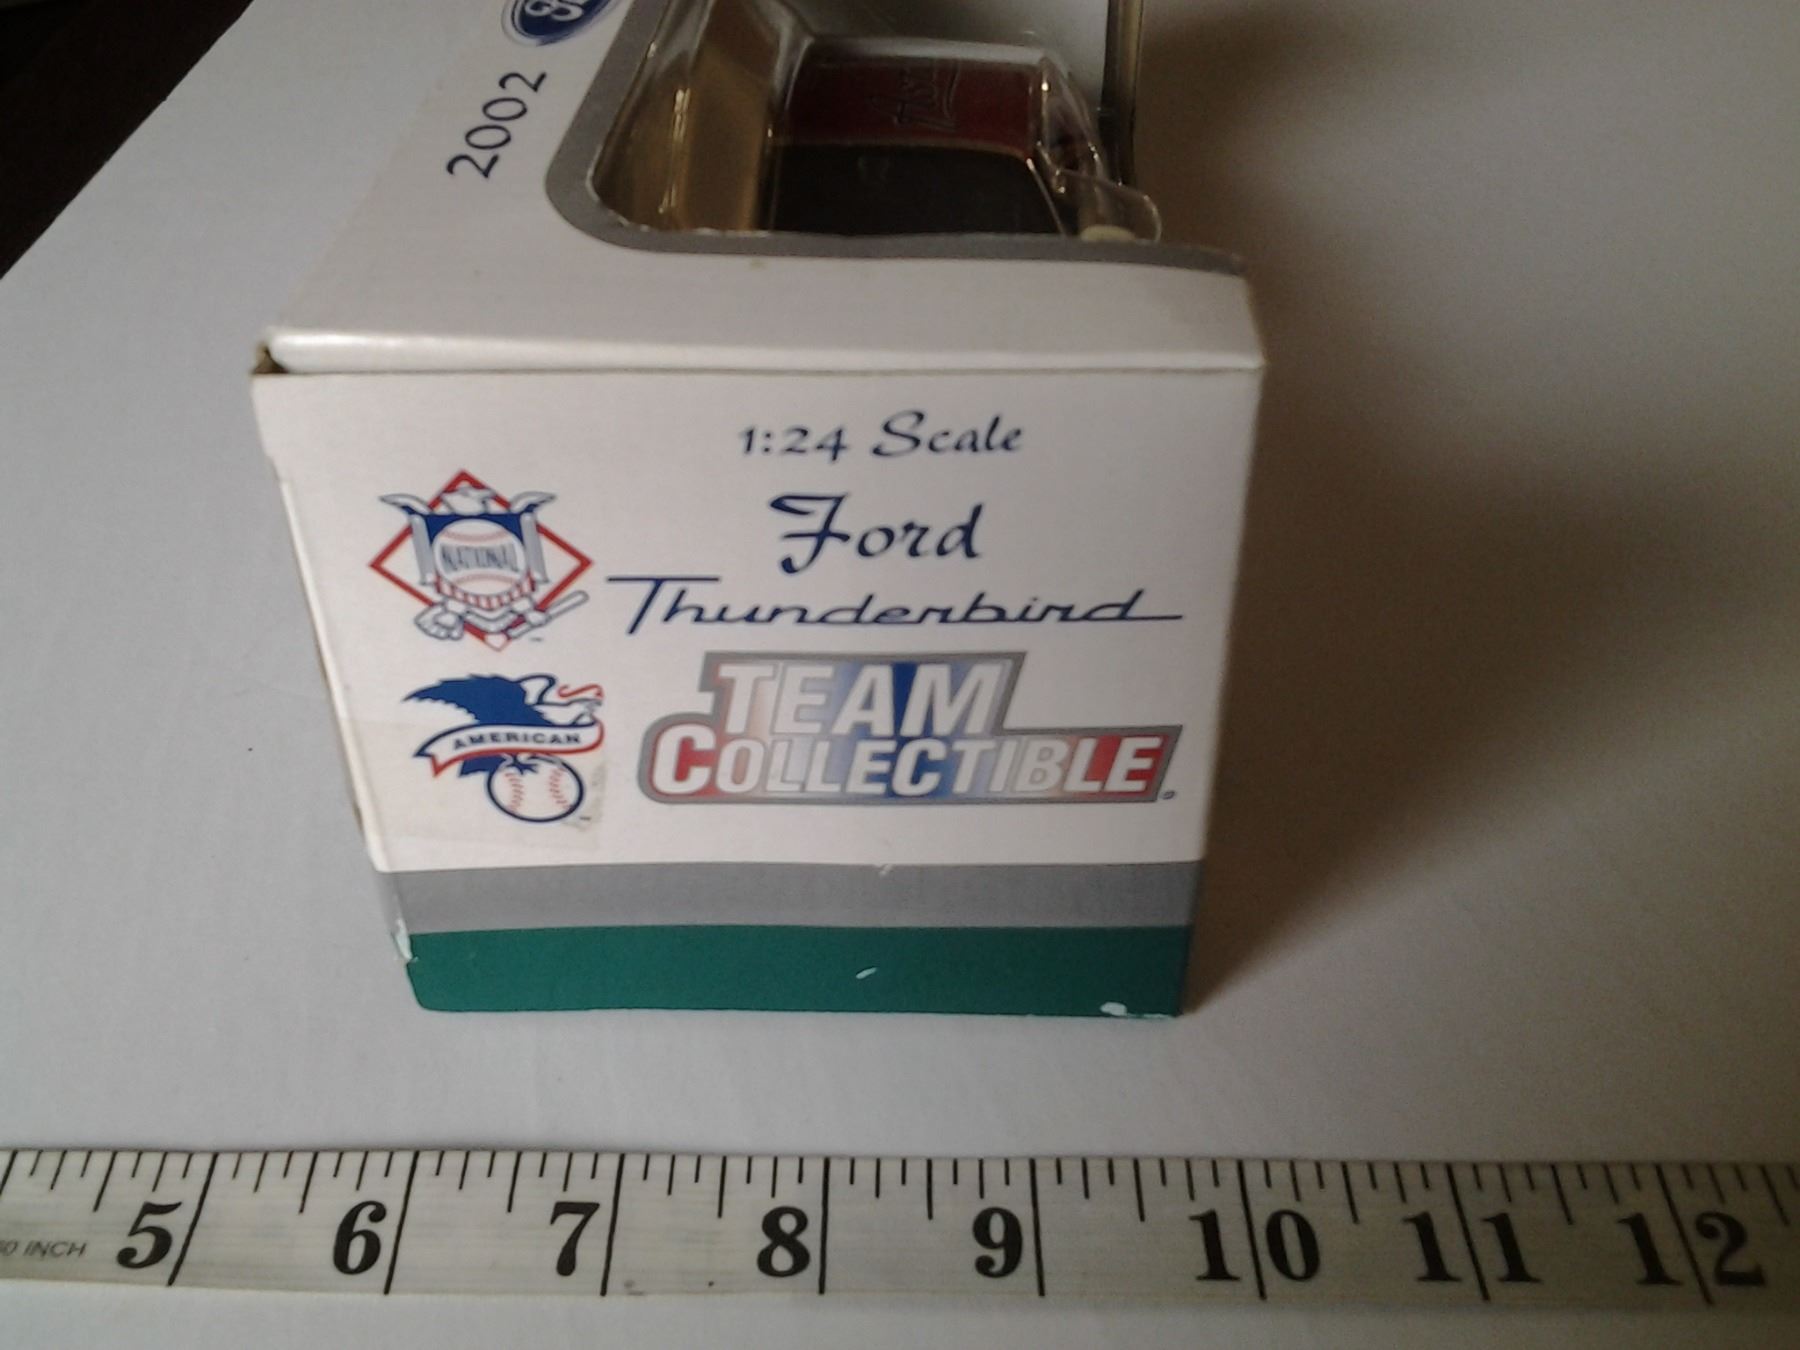 2002
1:24 Scale
Ford
Thunderbird
NATIONAL
AMERICAN
TEAM
COLLECTIBLE
INCH
5 6 7 8 9 10 11 12